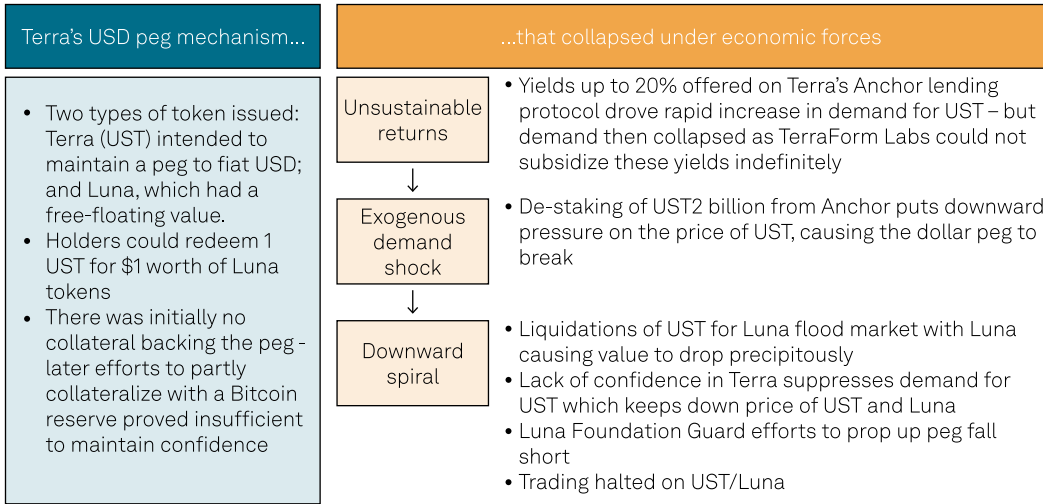 Terra's USD peg mechanism...
...that collapsed under economic forces
• Two types of token issued:
Terra (UST) intended to
maintain a peg to fiat USD;
and Luna, which had a
free-floating value.
• Holders could redeem 1
UST for $1 worth of Luna
tokens
• There was initially no
collateral backing the peg -
later efforts to partly
collateralize with a Bitcoin
reserve proved insufficient
to maintain confidence
Unsustainable
returns
• Yields up to 20% offered on Terra's Anchor lending
protocol drove rapid increase in demand for UST – but
demand then collapsed as TerraForm Labs could not
subsidize these yields indefinitely
Exogenous
demand
shock
• De-staking of UST2 billion from Anchor puts downward
pressure on the price of UST, causing the dollar peg to
break
Downward
spiral
• Liquidations of UST for Luna flood market with Luna
causing value to drop precipitously
• Lack of confidence in Terra suppresses demand for
UST which keeps down price of UST and Luna
• Luna Foundation Guard efforts to prop up peg fall
short
• Trading halted on UST/Luna